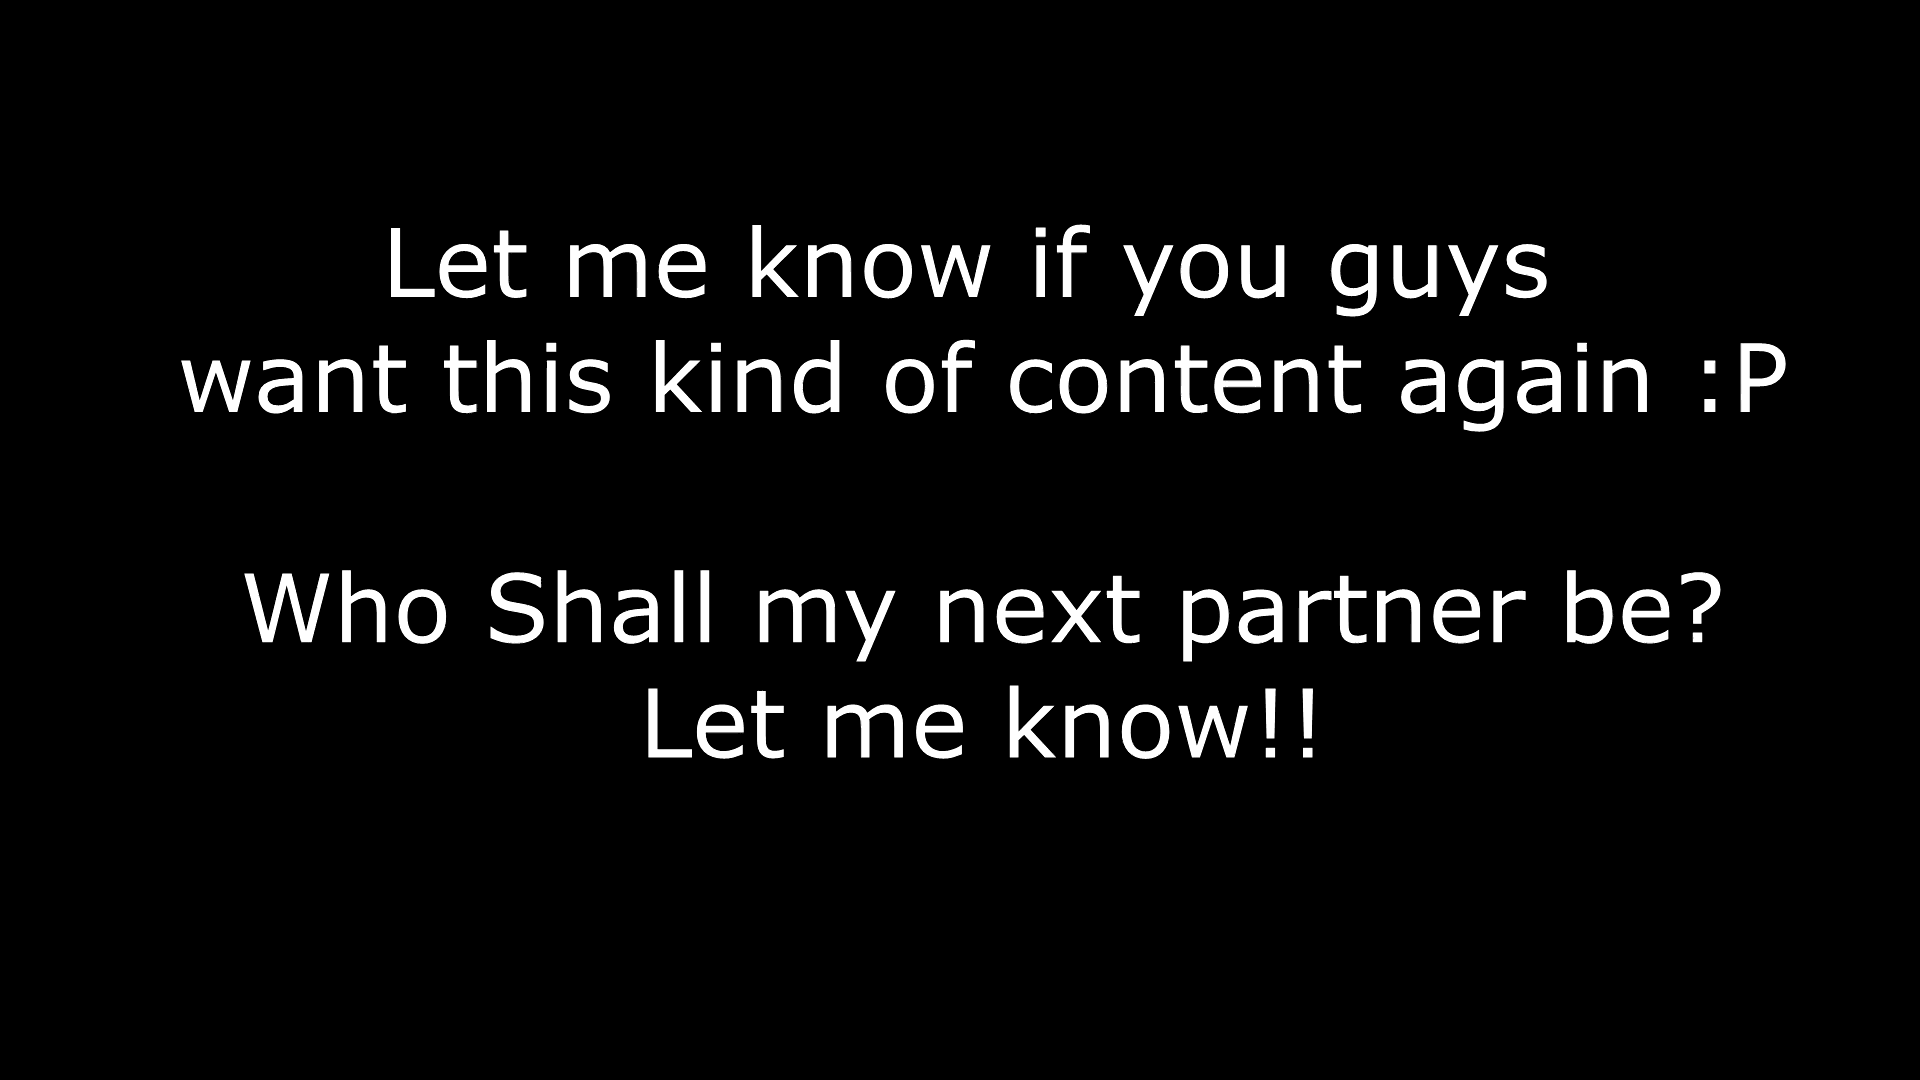 Let me know if you guys
want this kind of content again :P
Who Shall my next partner be?
Let me know!!